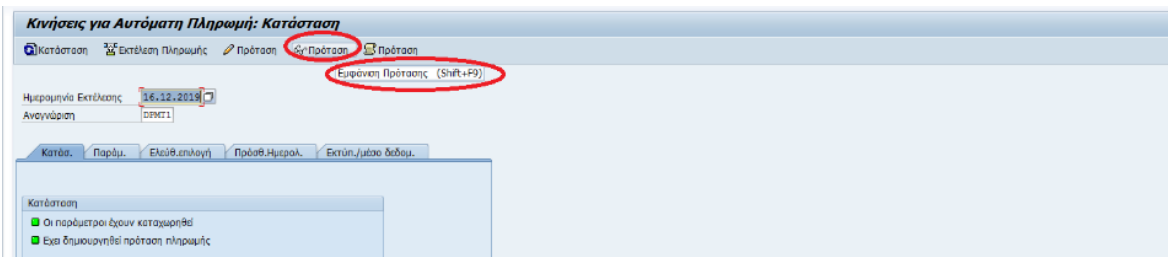 Κινήσεις για Αυτόματη Πληρωμή: Κατάσταση
Κατάσταση Εκτέλεση Πληρωμής Πρόταση Πρόταση Πρόταση
Εμφάνιση Πρότασης (Shift+F9)
Ημερομηνία Εκτέλεσης 16.12.2019
Αναγνώριση DPMT1
Κατάσ. Παράμ. Ελεύθ.επιλογή Πρόσθ.Ημερολ. Εκτύπ./μέσο δεδομ.
Κατάσταση
Οι παράμετροι έχουν καταχωρηθεί
Εχει δημιουργηθεί πρόταση πληρωμής